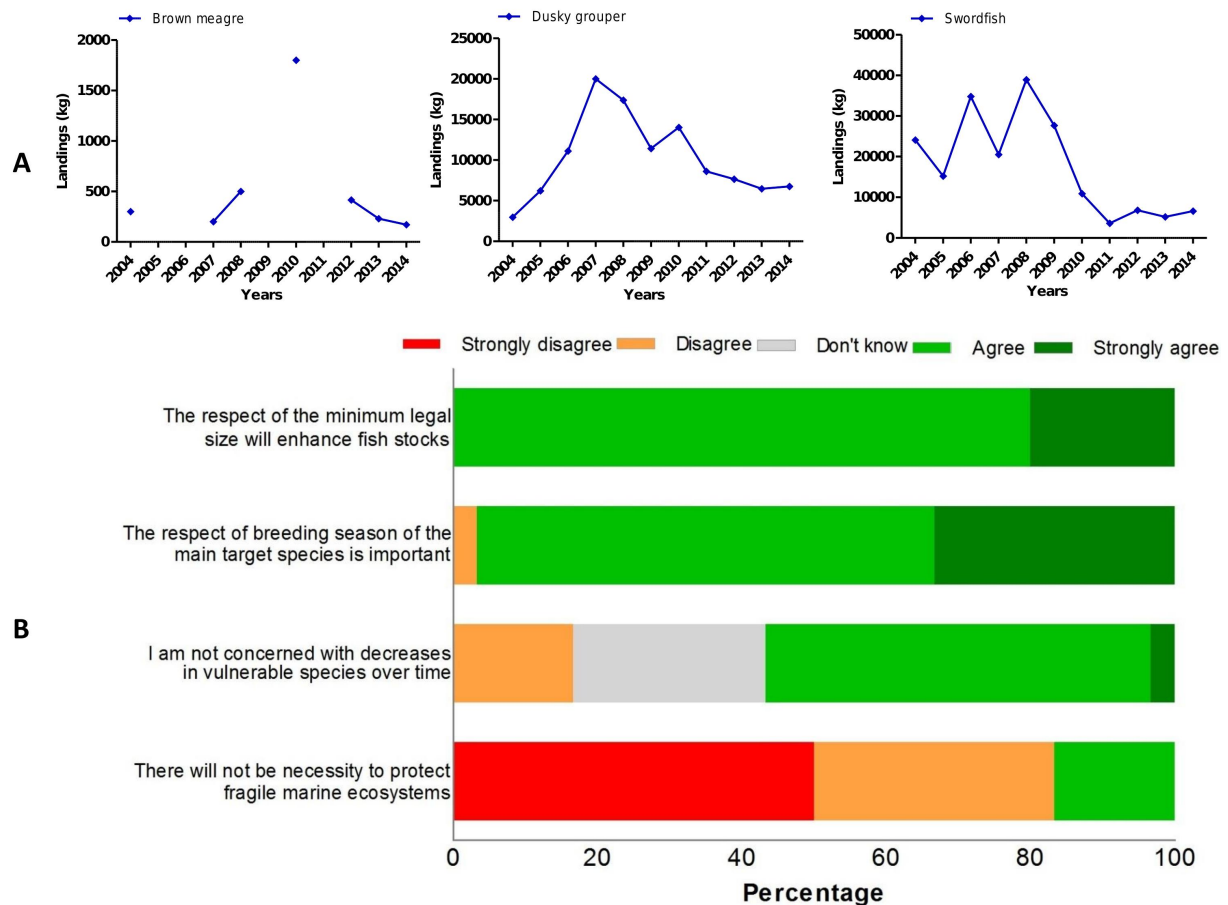 Brown meagre
Landings (kg)
2000
1500
1000
500
0
2004 2005 2006 2007 2008 2009 2010 2011 2012 2013 2014
Years
Dusky grouper
Landings (kg)
25000
20000
15000
10000
5000
0
2004 2005 2006 2007 2008 2009 2010 2011 2012 2013 2014
Years
Swordfish
Landings (kg)
50000
40000
30000
20000
10000
0
2004 2005 2006 2007 2008 2009 2010 2011 2012 2013 2014
Years
A
Strongly disagree Disagree Don't know Agree Strongly agree
The respect of the minimum legal
size will enhance fish stocks
The respect of breeding season of the
main target species is important
B
I am not concerned with decreases
in vulnerable species over time
There will not be necessity to protect
fragile marine ecosystems
0 20 40 60 80 100
Percentage